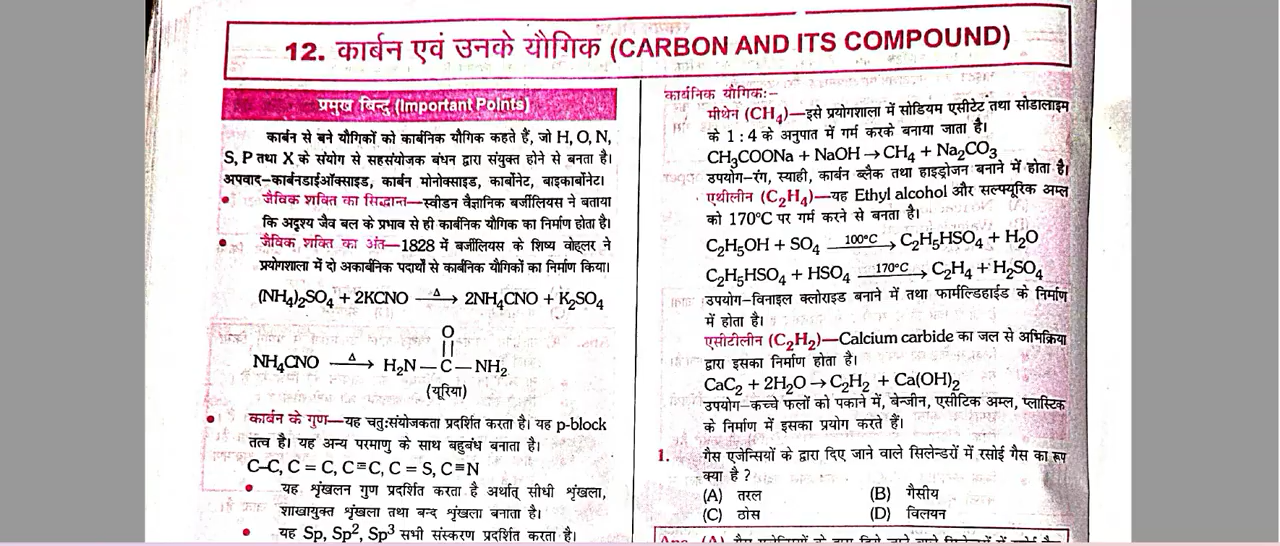 12. कार्बन एवं उनके यौगिक (CARBON AND ITS COMPOUND)
प्रमुख बिन्दु (Important Points)
कार्बन से बने यौगिकों को कार्बनिक यौगिक कहते हैं, जो H, O, N,
S, P तथा X के संयोग से सहसंयोजक बंधन द्वारा संयुक्त होने से बनता है।
अपवाद—कार्बनडाईऑक्साइड, कार्बन मोनोक्साइड, कार्बोनेट, बाइकार्बोनेट।
• जैविक शक्ति का सिद्धान्त—स्वीडन वैज्ञानिक बर्जीलियस ने बताया
कि अदृश्य जैव बल के प्रभाव से ही कार्बनिक यौगिक का निर्माण होता है।
• जैविक शक्ति का अंत—1828 में बर्जीलियस के शिष्य वोह्लर ने
प्रयोगशाला में दो अकार्बनिक पदार्थों से कार्बनिक यौगिकों का निर्माण किया।
(NH₄)₂SO₄ + 2KCNO —Δ→ 2NH₄CNO + K₂SO₄
O
||
NH₄CNO —Δ→ H₂N — C — NH₂
(यूरिया)
• कार्बन के गुण—यह चतु:संयोजकता प्रदर्शित करता है। यह p-block
तत्व है। यह अन्य परमाणु के साथ बहुबंध बनाता है।
C–C, C = C, C≡C, C = S, C≡N
• यह शृंखलन गुण प्रदर्शित करता है अर्थात् सीधी शृंखला,
शाखायुक्त शृंखला तथा बन्द शृंखला बनाता है।
• यह Sp, Sp², Sp³ सभी संस्करण प्रदर्शित करता है।
कार्बनिक यौगिक:–
मीथेन (CH₄)—इसे प्रयोगशाला में सोडियम एसीटेट तथा सोडालाइम
के 1 : 4 के अनुपात में गर्म करके बनाया जाता है।
CH₃COONa + NaOH → CH₄ + Na₂CO₃
उपयोग–रंग, स्याही, कार्बन ब्लैक तथा हाइड्रोजन बनाने में होता है।
एथीलीन (C₂H₄)—यह Ethyl alcohol और सल्फ्यूरिक अम्ल
को 170°C पर गर्म करने से बनता है।
C₂H₅OH + SO₄ —100°C→ C₂H₅HSO₄ + H₂O
C₂H₅HSO₄ + HSO₄ —170°C→ C₂H₄ + H₂SO₄
उपयोग–विनाइल क्लोराइड बनाने में तथा फार्मल्डिहाईड के निर्माण
में होता है।
एसीटीलीन (C₂H₂)—Calcium carbide का जल से अभिक्रिया
द्वारा इसका निर्माण होता है।
CaC₂ + 2H₂O → C₂H₂ + Ca(OH)₂
उपयोग–कच्चे फलों को पकाने में, बेन्जीन, एसीटिक अम्ल, प्लास्टिक
के निर्माण में इसका प्रयोग करते हैं।
1. गैस एजेन्सियों के द्वारा दिए जाने वाले सिलेन्डरों में रसोई गैस का रूप
क्या है ?
(A) तरल (B) गैसीय
(C) ठोस (D) विलयन